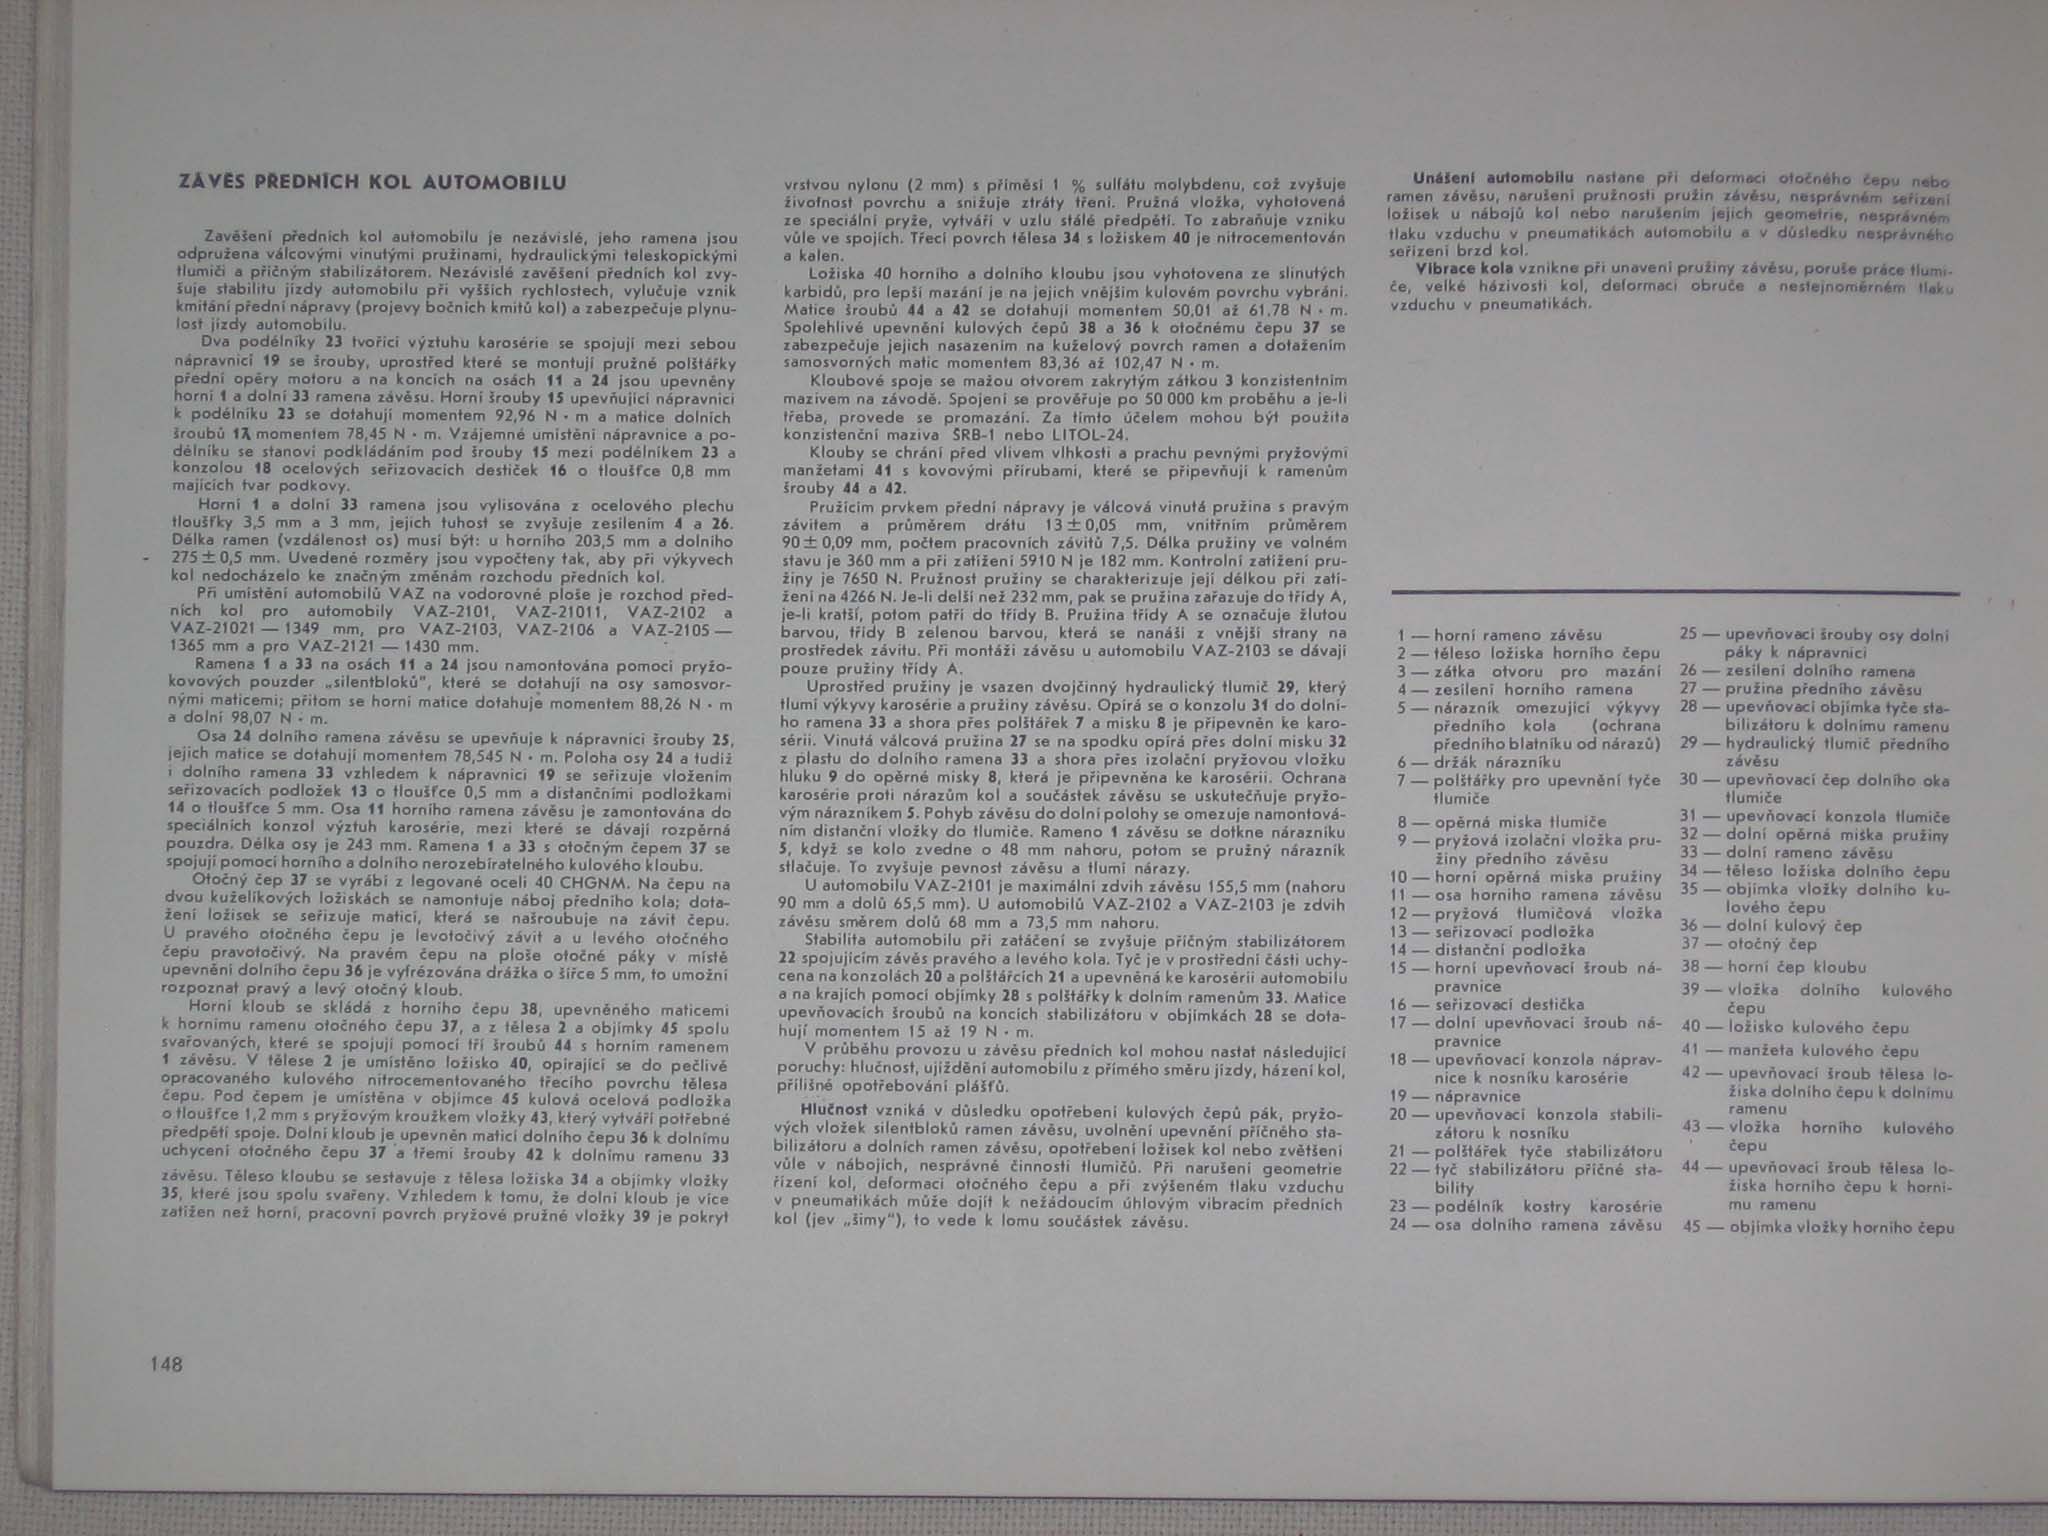 ZÁVĚS PŘEDNÍCH KOL AUTOMOBILU
Zavěšení předních kol automobilu je nezávislé, jeho ramena jsou
odpružena válcovými vinutými pružinami, hydraulickými teleskopickými
tlumiči a příčným stabilizátorem. Nezávislé zavěšení předních kol zvy-
šuje stabilitu jízdy automobilu při vyšších rychlostech, vylučuje vznik
kmitání přední nápravy (projevy bočních kmitů kol) a zabezpečuje plynu-
lost jízdy automobilu.
Dva podélníky 23 tvořící výztuhu karosérie se spojují mezi sebou
nápravnicí 19 se šrouby, uprostřed které se montují pružné polštářky
přední opěry motoru a na koncích na osách 11 a 24 jsou upevněny
horní 1 a dolní 33 ramena závěsu. Horní šrouby 15 upevňující nápravnici
k podélníku 23 se dotahují momentem 92,96 N · m a matice dolních
šroubů momentem 78,45 N · m. Vzájemné umístění nápravnice a po-
délníku se stanoví podkládáním pod šrouby 15 mezi podélníkem 23 a
konzolou 18 ocelových seřizovacích destiček 16 o tloušťce 0,8 mm
majících tvar podkovy.
Horní 1 a dolní 33 ramena jsou vylisována z ocelového plechu
tloušťky 3,5 mm a 3 mm, jejich tuhost se zvyšuje zesílením 4 a 26.
Délka ramen (vzdálenost os) musí být: u horního 203,5 mm a dolního
275 ± 0,5 mm. Uvedené rozměry jsou vypočteny tak, aby při výkyvech
kol nedocházelo ke značným změnám rozchodu předních kol.
Při umístění automobilů VAZ na vodorovné ploše je rozchod před-
ních kol pro automobily VAZ-2101, VAZ-21011, VAZ-2102 a
VAZ-21021 — 1349 mm, pro VAZ-2103, VAZ-2106 a VAZ-2105 —
1365 mm a pro VAZ-2121 — 1430 mm.
Ramena 1 a 33 na osách 11 a 24 jsou namontována pomocí pryžo-
kovových pouzder „silentbloků", které se dotahují na osy samosvor-
nými maticemi; přitom se horní matice dotahuje momentem 88,26 N · m
a dolní 98,07 N · m.
Osa 24 dolního ramena závěsu se upevňuje k nápravnici šrouby 25,
jejich matice se dotahují momentem 78,545 N · m. Poloha osy 24 a tudíž
i dolního ramena 33 vzhledem k nápravnici 19 se seřizuje vložením
seřizovacích podložek 13 o tloušťce 0,5 mm a distančními podložkami
14 o tloušťce 5 mm. Osa 11 horního ramena závěsu je zamontována do
speciálních konzol výztuh karosérie, mezi které se dávají rozpěrná
pouzdra. Délka osy je 243 mm. Ramena 1 a 33 s otočným čepem 37 se
spojují pomocí horního a dolního nerozebíratelného kulového kloubu.
Otočný čep 37 se vyrábí z legované oceli 40 CHGNM. Na čepu na
dvou kuželíkových ložiskách se namontuje náboj předního kola; dota-
žení ložisek se seřizuje maticí, která se našroubuje na závit čepu.
U pravého otočného čepu je levotočivý závit a u levého otočného
čepu pravotočivý. Na pravém čepu na ploše otočné páky v místě
upevnění dolního čepu 36 je vyfrézována drážka o šířce 5 mm, to umožní
rozpoznat pravý a levý otočný kloub.
Horní kloub se skládá z horního čepu 38, upevněného maticemi
k hornímu ramenu otočného čepu 37, a z tělesa 2 a objímky 45 spolu
svařovaných, které se spojují pomocí tří šroubů 44 s horním ramenem
1 závěsu. V tělese 2 je umístěno ložisko 40, opírající se do pečlivě
opracovaného kulového nitrocementovaného třecího povrchu tělesa
čepu. Pod čepem je umístěna v objímce 45 kulová ocelová podložka
o tloušťce 1,2 mm s pryžovým kroužkem vložky 43, který vytváří potřebné
předpětí spoje. Dolní kloub je upevněn maticí dolního čepu 36 k dolnímu
uchycení otočného čepu 37 a třemi šrouby 42 k dolnímu ramenu 33
závěsu. Těleso kloubu se sestavuje z tělesa ložiska 34 a objímky vložky
35, které jsou spolu svařeny. Vzhledem k tomu, že dolní kloub je více
zatížen než horní, pracovní povrch pryžové pružné vložky 39 je pokryt
148
vrstvou nylonu (2 mm) s příměsí 1 % sulfátu molybdenu, což zvyšuje
životnost povrchu a snižuje ztráty tření. Pružná vložka, vyhotovená
ze speciální pryže, vytváří v uzlu stálé předpětí. To zabraňuje vzniku
vůle ve spojích. Třecí povrch tělesa 34 s ložiskem 40 je nitrocementován
a kalen.
Ložiska 40 horního a dolního kloubu jsou vyhotovena ze slinutých
karbidů, pro lepší mazání je na jejich vnějším kulovém povrchu vybrání.
Matice šroubů 44 a 42 se dotahují momentem 50,01 až 61,78 N · m.
Spolehlivé upevnění kulových čepů 38 a 36 k otočnému čepu 37 se
zabezpečuje jejich nasazením na kuželový povrch ramen a dotažením
samosvorných matic momentem 83,36 až 102,47 N · m.
Kloubové spoje se mažou otvorem zakrytým zátkou 3 konzistentním
mazivem na závodě. Spojení se prověřuje po 50 000 km proběhu a je-li
třeba, provede se promazání. Za tímto účelem mohou být použita
konzistenční maziva ŠRB-1 nebo LITOL-24.
Klouby se chrání před vlivem vlhkosti a prachu pevnými pryžovými
manžetami 41 s kovovými přírubami, které se připevňují k ramenům
šrouby 44 a 42.
Pružícím prvkem přední nápravy je válcová vinutá pružina s pravým
závitem a průměrem drátu 13 ± 0,05 mm, vnitřním průměrem
90 ± 0,09 mm, počtem pracovních závitů 7,5. Délka pružiny ve volném
stavu je 360 mm a při zatížení 5910 N je 182 mm. Kontrolní zatížení pru-
žiny je 7650 N. Pružnost pružiny se charakterizuje její délkou při zatí-
žení na 4266 N. Je-li delší než 232 mm, pak se pružina zařazuje do třídy A,
je-li kratší, potom patří do třídy B. Pružina třídy A se označuje žlutou
barvou, třídy B zelenou barvou, která se nanáší z vnější strany na
prostředek závitu. Při montáži závěsu u automobilu VAZ-2103 se dávají
pouze pružiny třídy A.
Uprostřed pružiny je vsazen dvojčinný hydraulický tlumič 29, který
tlumí výkyvy karosérie a pružiny závěsu. Opírá se o konzolu 31 do dolní-
ho ramena 33 a shora přes polštářek 7 a misku 8 je připevněn ke karo-
sérii. Vinutá válcová pružina 27 se na spodku opírá přes dolní misku 32
z plastu do dolního ramena 33 a shora přes izolační pryžovou vložku
hluku 9 do opěrné misky 8, která je připevněna ke karosérii. Ochrana
karosérie proti nárazům kol a součástek závěsu se uskutečňuje pryžo-
vým nárazníkem 5. Pohyb závěsu do dolní polohy se omezuje namontová-
ním distanční vložky do tlumiče. Rameno 1 závěsu se dotkne nárazníku
5, když se kolo zvedne o 48 mm nahoru, potom se pružný nárazník
stlačuje. To zvyšuje pevnost závěsu a tlumí nárazy.
U automobilu VAZ-2101 je maximální zdvih závěsu 155,5 mm (nahoru
90 mm a dolů 65,5 mm). U automobilů VAZ-2102 a VAZ-2103 je zdvih
závěsu směrem dolů 68 mm a 73,5 mm nahoru.
Stabilita automobilu při zatáčení se zvyšuje příčným stabilizátorem
22 spojujícím závěs pravého a levého kola. Tyč je v prostřední části uchy-
cena na konzolách 20 a polštářcích 21 a upevněná ke karosérii automobilu
a na krajích pomocí objímky 28 s polštářky k dolním ramenům 33. Matice
upevňovacích šroubů na koncích stabilizátoru v objímkách 28 se dota-
hují momentem 15 až 19 N · m.
V průběhu provozu u závěsu předních kol mohou nastat následující
poruchy: hlučnost, ujíždění automobilu z přímého směru jízdy, házení kol,
přílišné opotřebování plášťů.
Hlučnost vzniká v důsledku opotřebení kulových čepů pák, pryžo-
vých vložek silentbloků ramen závěsu, uvolnění upevnění příčného sta-
bilizátoru a dolních ramen závěsu, opotřebení ložisek kol nebo zvětšení
vůle v nábojích, nesprávné činnosti tlumičů. Při narušení geometrie
řízení kol, deformaci otočného čepu a při zvýšeném tlaku vzduchu
v pneumatikách může dojít k nežádoucím úhlovým vibracím předních
kol (jev „šimy"), to vede k lomu součástek závěsu.
Unášení automobilu nastane při deformaci otočného čepu nebo
ramen závěsu, narušení pružnosti pružin závěsu, nesprávném seřízení
ložisek u nábojů kol nebo narušením jejich geometrie, nesprávném
tlaku vzduchu v pneumatikách automobilu a v důsledku nesprávného
seřízení brzd kol.
Vibrace kola vznikne při unavení pružiny závěsu, poruše práce tlumi-
če, velké házivosti kol, deformaci obruče a nestejnoměrném tlaku
vzduchu v pneumatikách.
1 — horní rameno závěsu
2 — těleso ložiska horního čepu
3 — zátka otvoru pro mazání
4 — zesílení horního ramena
5 — nárazník omezující výkyvy
předního kola (ochrana
předního blatníku od nárazů)
6 — držák nárazníku
7 — polštářky pro upevnění tyče
tlumiče
8 — opěrná miska tlumiče
9 — pryžová izolační vložka pru-
žiny předního závěsu
10 — horní opěrná miska pružiny
11 — osa horního ramena závěsu
12 — pryžová tlumičová vložka
13 — seřizovací podložka
14 — distanční podložka
15 — horní upevňovací šroub ná-
pravnice
16 — seřizovací destička
17 — dolní upevňovací šroub ná-
pravnice
18 — upevňovací konzola náprav-
nice k nosníku karosérie
19 — nápravnice
20 — upevňovací konzola stabili-
zátoru k nosníku
21 — polštářek tyče stabilizátoru
22 — tyč stabilizátoru příčné sta-
bility
23 — podélník kostry karosérie
24 — osa dolního ramena závěsu
25 — upevňovací šrouby osy dolní
páky k nápravnici
26 — zesílení dolního ramena
27 — pružina předního závěsu
28 — upevňovací objímka tyče sta-
bilizátoru k dolnímu ramenu
29 — hydraulický tlumič předního
závěsu
30 — upevňovací čep dolního oka
tlumiče
31 — upevňovací konzola tlumiče
32 — dolní opěrná miska pružiny
33 — dolní rameno závěsu
34 — těleso ložiska dolního čepu
35 — objímka vložky dolního ku-
lového čepu
36 — dolní kulový čep
37 — otočný čep
38 — horní čep kloubu
39 — vložka dolního kulového
čepu
40 — ložisko kulového čepu
41 — manžeta kulového čepu
42 — upevňovací šroub tělesa lo-
žiska dolního čepu k dolnímu
ramenu
43 — vložka horního kulového
čepu
44 — upevňovací šroub tělesa lo-
žiska horního čepu k horní-
mu ramenu
45 — objímka vložky horního čepu